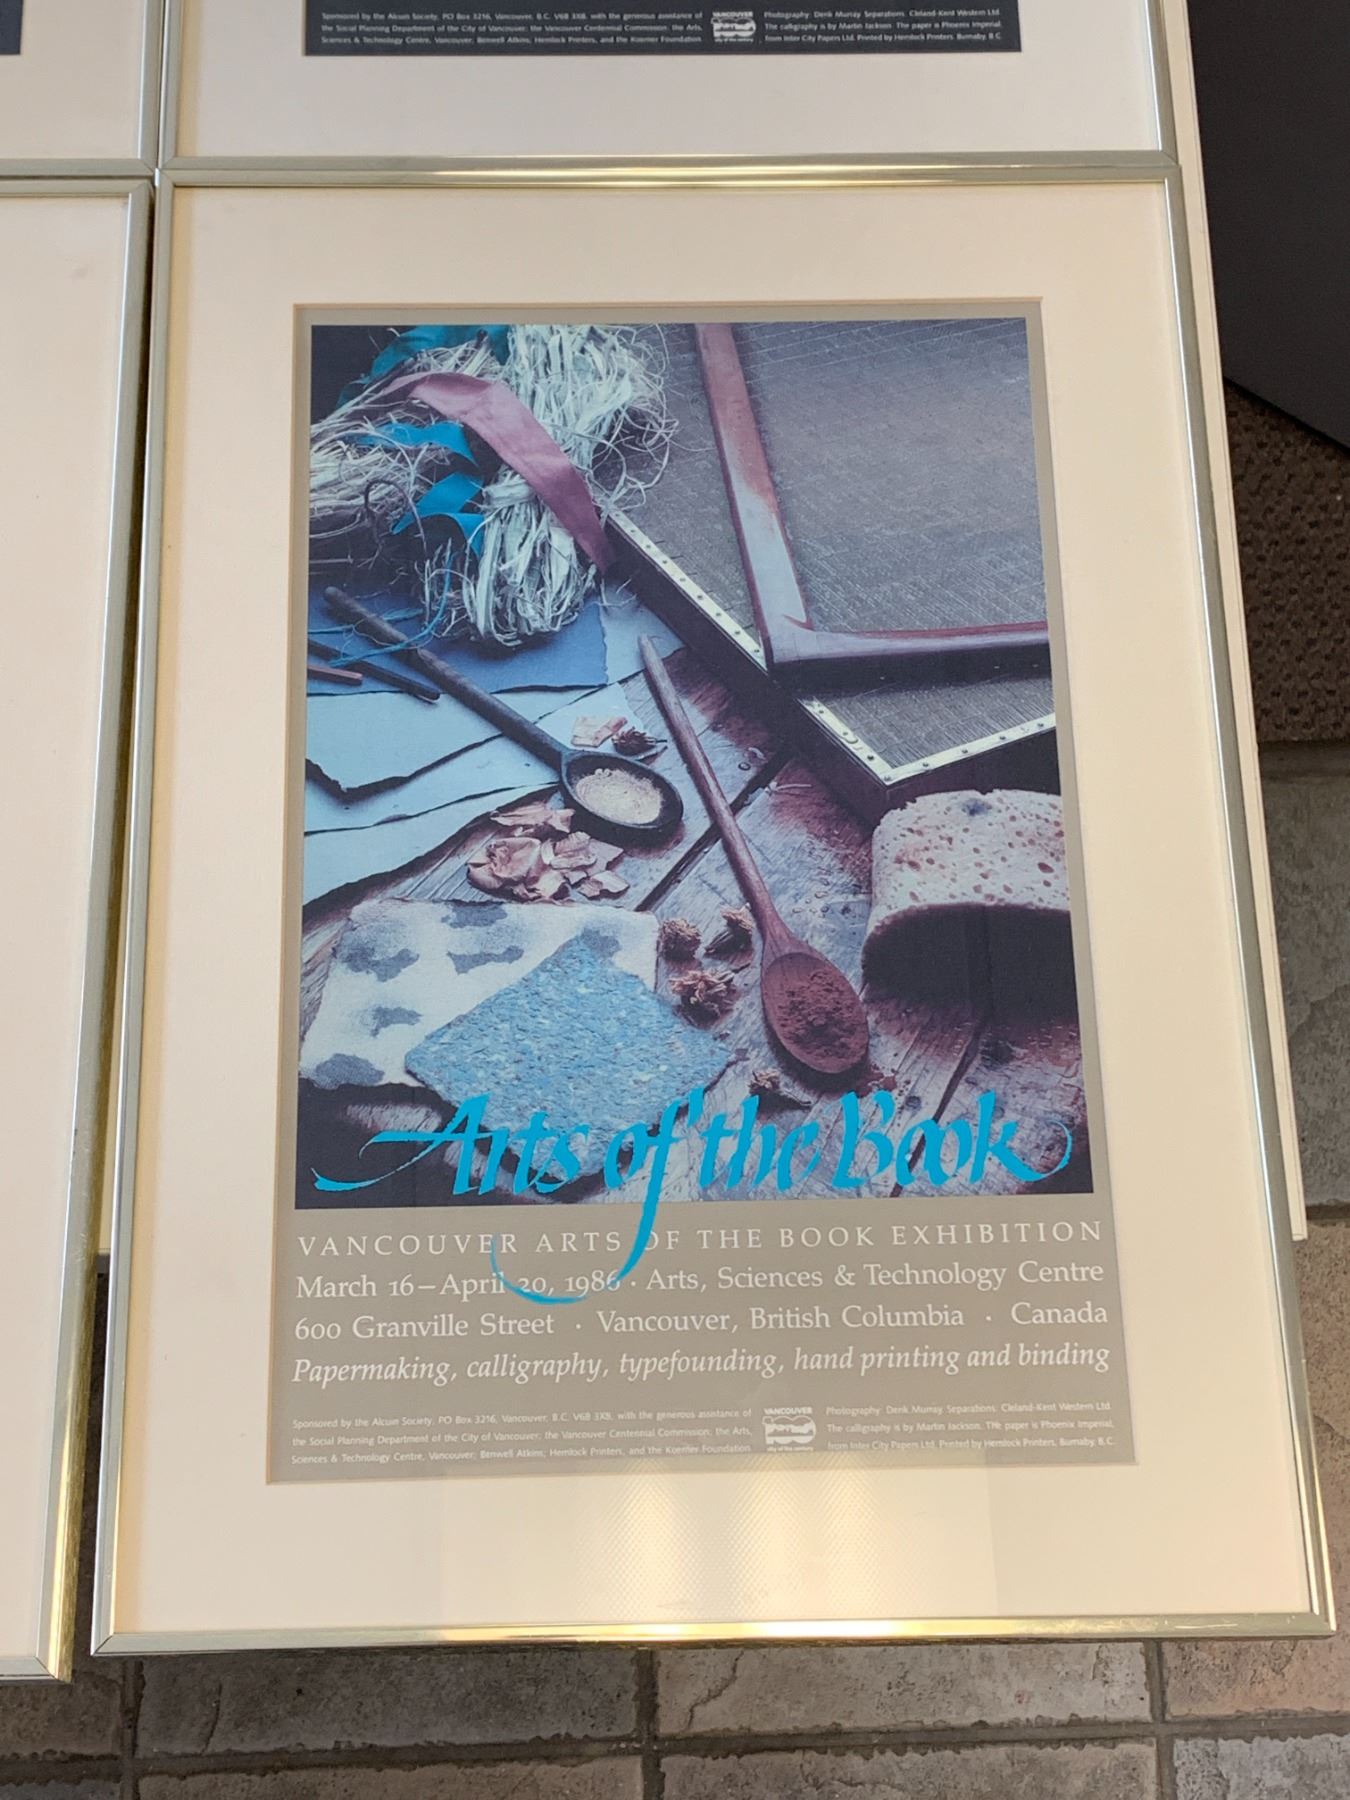 Sponsored by the Alcuin Society, PO Box 3216, Vancouver, B.C. V6B 3X8, with the generous assistance of
the Social Planning Department of the City of Vancouver; the Vancouver Centennial Commission; the Arts,
Sciences & Technology Centre, Vancouver; Benwell Atkins; Hemlock Printers, and the Koerner Foundation
VANCOUVER
Photography: Derik Murray Separations: Cleland-Kent Western Ltd.
The calligraphy is by Martin Jackson. The paper is Phoenix Imperial,
from Inter City Papers Ltd. Printed by Hemlock Printers, Burnaby, B.C.
Arts of the Book
VANCOUVER ARTS OF THE BOOK EXHIBITION
March 16–April 20, 1986 · Arts, Sciences & Technology Centre
600 Granville Street · Vancouver, British Columbia · Canada
Papermaking, calligraphy, typefounding, hand printing and binding
Sponsored by the Alcuin Society, PO Box 3216, Vancouver, B.C. V6B 3X8, with the generous assistance of
the Social Planning Department of the City of Vancouver; the Vancouver Centennial Commission; the Arts,
Sciences & Technology Centre, Vancouver; Benwell Atkins; Hemlock Printers, and the Koerner Foundation
VANCOUVER
city of the century
Photography: Derik Murray Separations: Cleland-Kent Western Ltd.
The calligraphy is by Martin Jackson. The paper is Phoenix Imperial,
from Inter City Papers Ltd. Printed by Hemlock Printers, Burnaby, B.C.